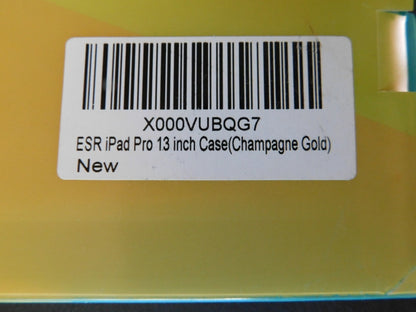 X000VUBQG7
ESR iPad Pro 13 inch Case(Champagne Gold)
New